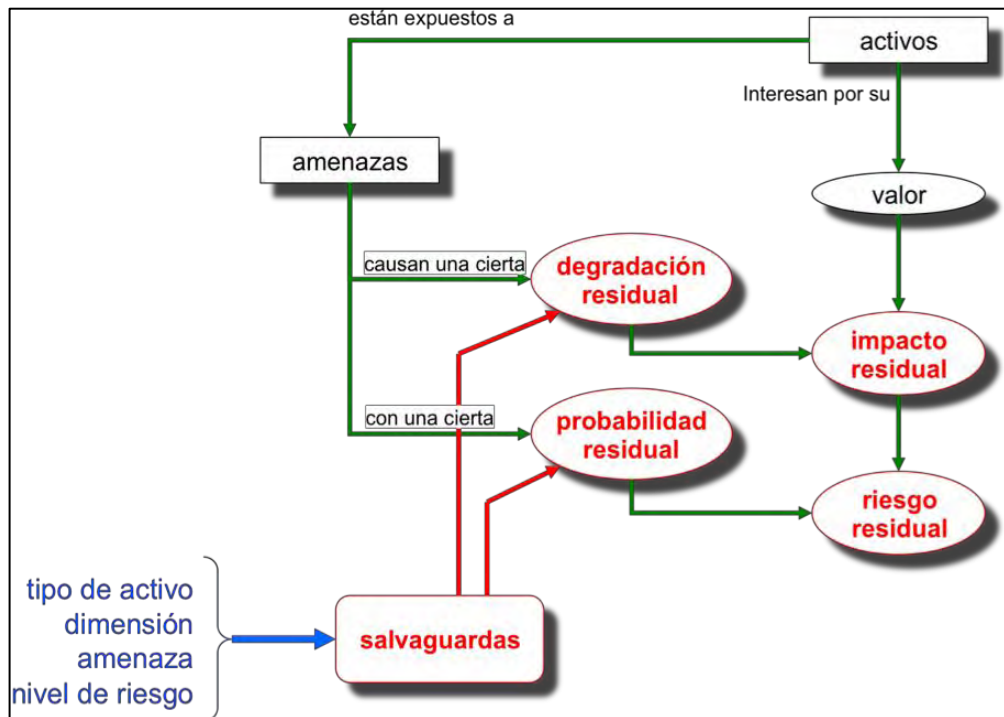 están expuestos a
activos
Interesan por su
amenazas
valor
causan una cierta
degradación
residual
impacto
residual
con una cierta
probabilidad
residual
riesgo
residual
tipo de activo
dimensión
amenaza
nivel de riesgo
salvaguardas